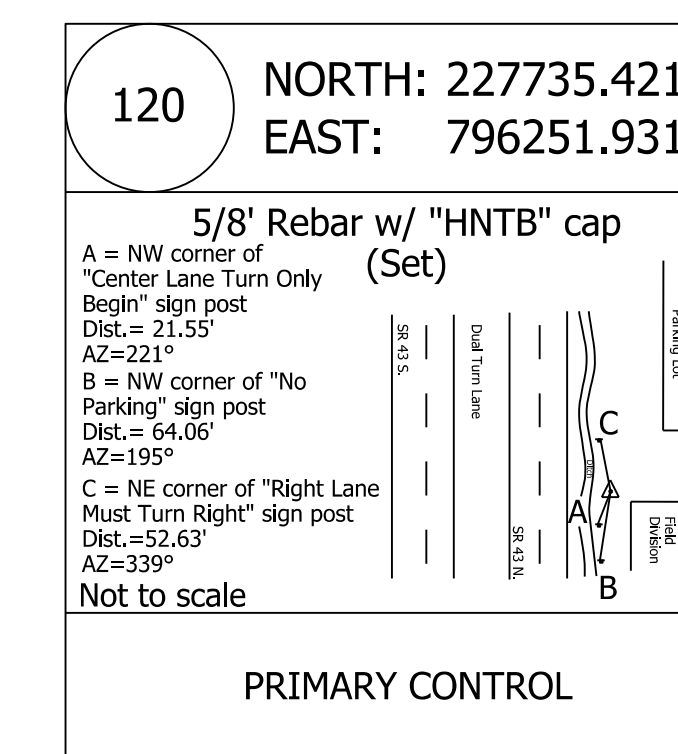 120
NORTH: 227735.421
EAST: 796251.931
5/8' Rebar w/ "HNTB" cap
(Set)
A = NW corner of
"Center Lane Turn Only
Begin" sign post
Dist.= 21.55'
AZ=221°
B = NW corner of "No
Parking" sign post
Dist.= 64.06'
AZ=195°
C = NE corner of "Right Lane
Must Turn Right" sign post
Dist.=52.63'
AZ=339°
Not to scale
SR 43 S.
Dual Turn Lane
SR 43 N.
Ditch
C
A
B
Parking Lot
Field
Division
PRIMARY CONTROL